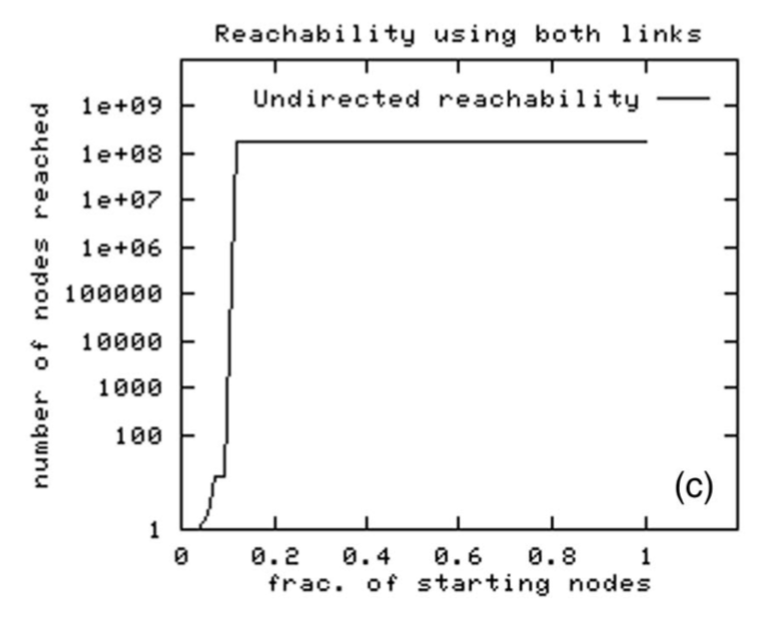 Reachability using both links
Undirected reachability
number of nodes reached
1e+09
1e+08
1e+07
1e+06
100000
10000
1000
100
1
(c)
0 0.2 0.4 0.6 0.8 1
frac. of starting nodes